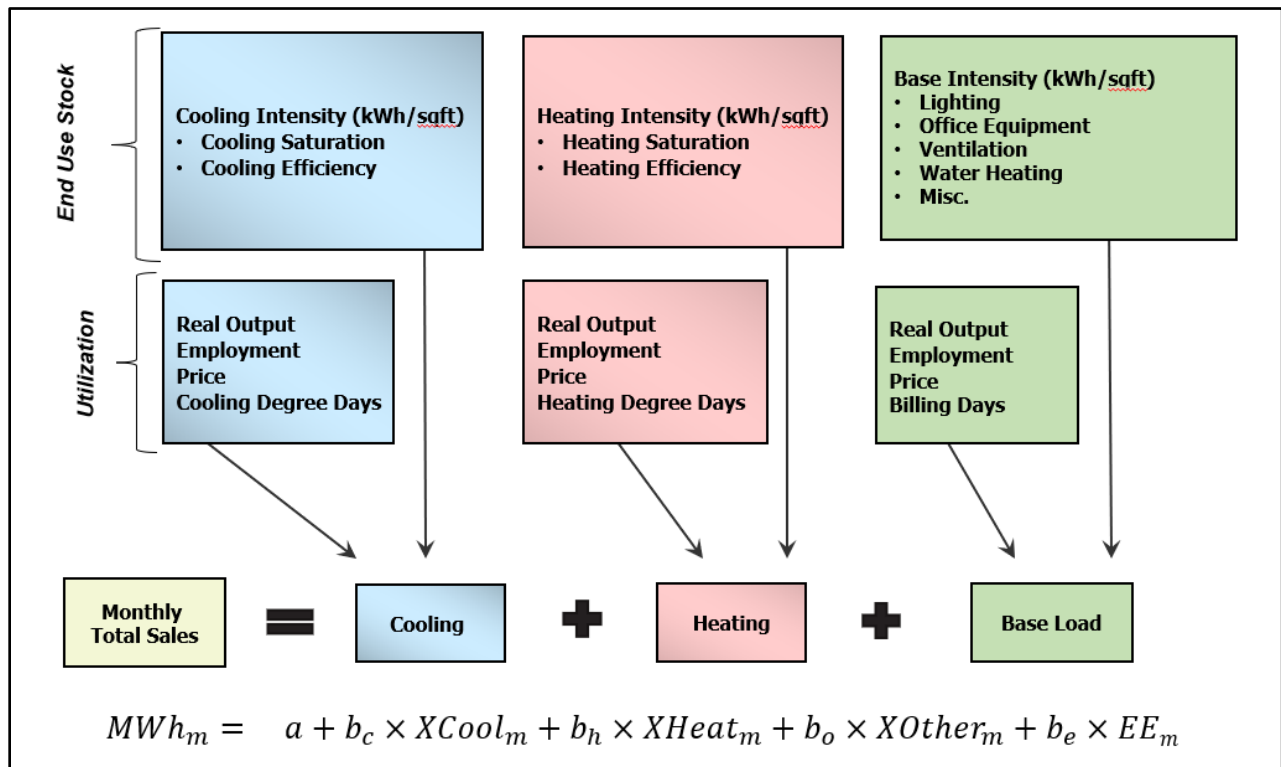 End Use Stock
Cooling Intensity (kWh/sqft)
• Cooling Saturation
• Cooling Efficiency
Heating Intensity (kWh/sqft)
• Heating Saturation
• Heating Efficiency
Base Intensity (kWh/sqft)
• Lighting
• Office Equipment
• Ventilation
• Water Heating
• Misc.
Utilization
Real Output
Employment
Price
Cooling Degree Days
Real Output
Employment
Price
Heating Degree Days
Real Output
Employment
Price
Billing Days
Monthly
Total Sales
=
Cooling
+
Heating
+
Base Load
MWh_m = a + b_c × XCool_m + b_h × XHeat_m + b_o × XOther_m + b_e × EE_m